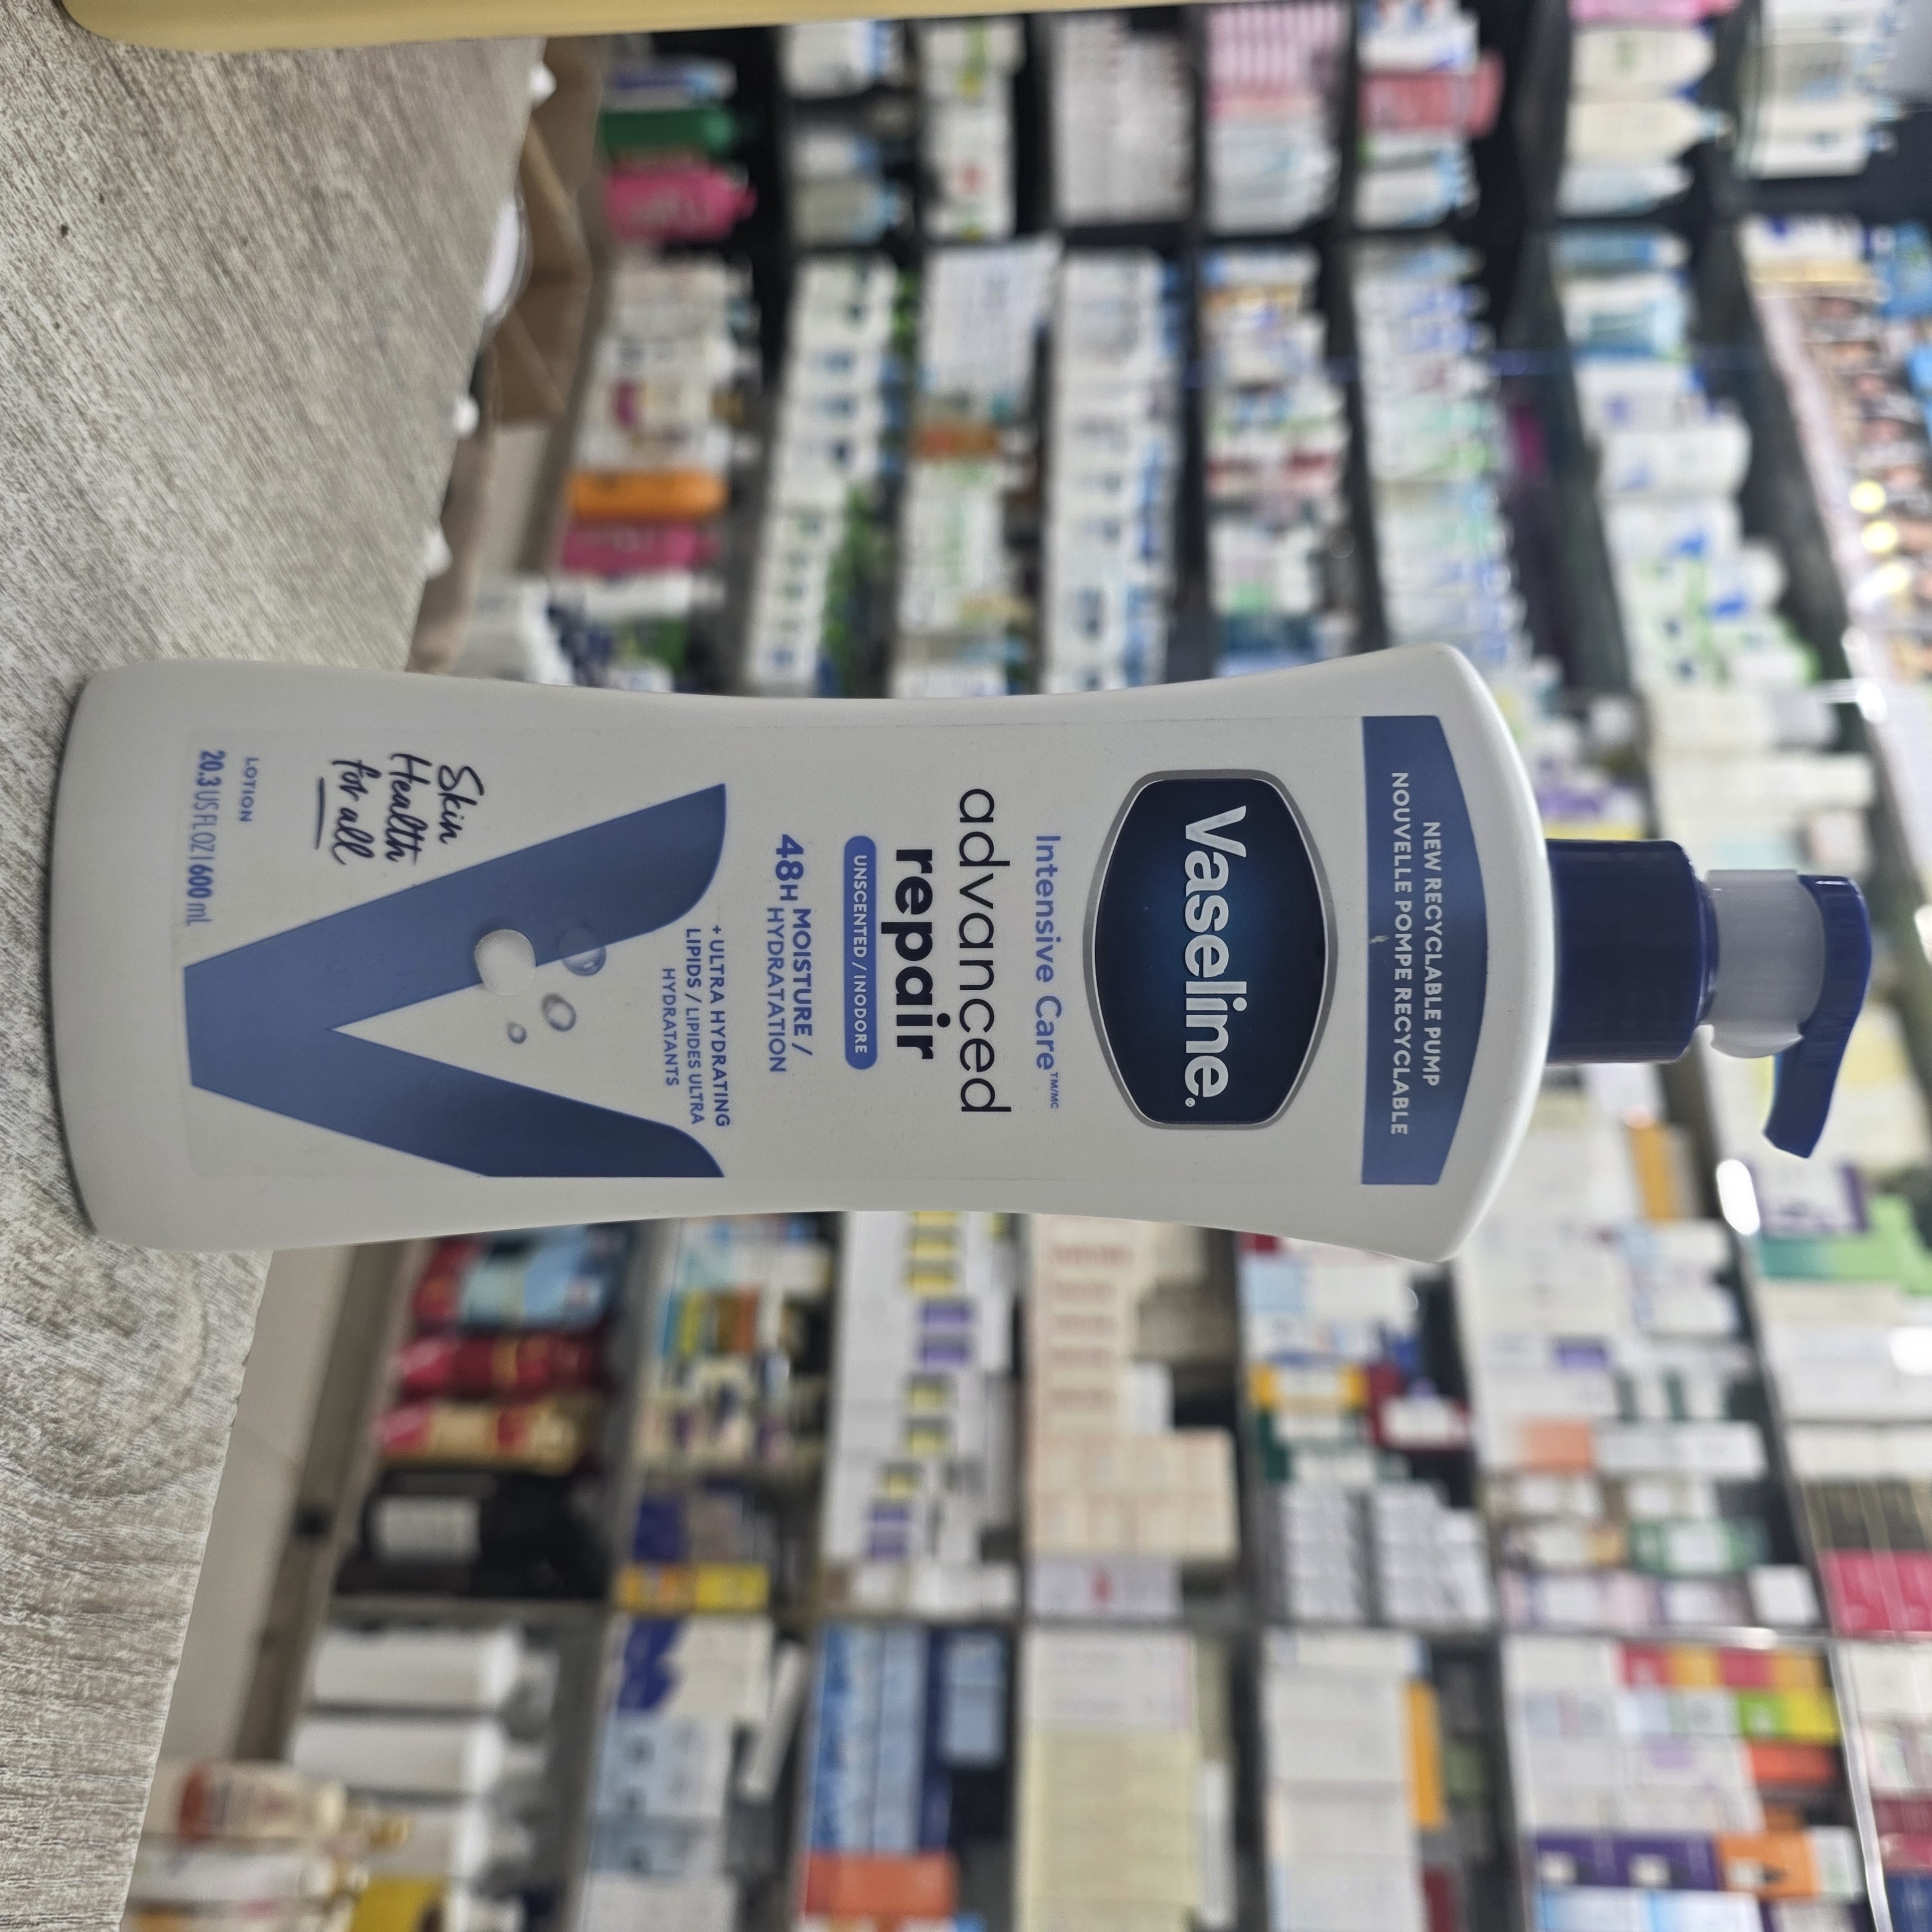 NEW RECYCLABLE PUMP
NOUVELLE POMPE RECYCLABLE
Vaseline®
Intensive Care™/MC
advanced
repair
UNSCENTED / INODORE
48H MOISTURE /
HYDRATATION
+ ULTRA HYDRATING
LIPIDS / LIPIDES ULTRA
HYDRATANTS
Skin
Health
for all
LOTION
20.3 US FL OZ | 600 mL